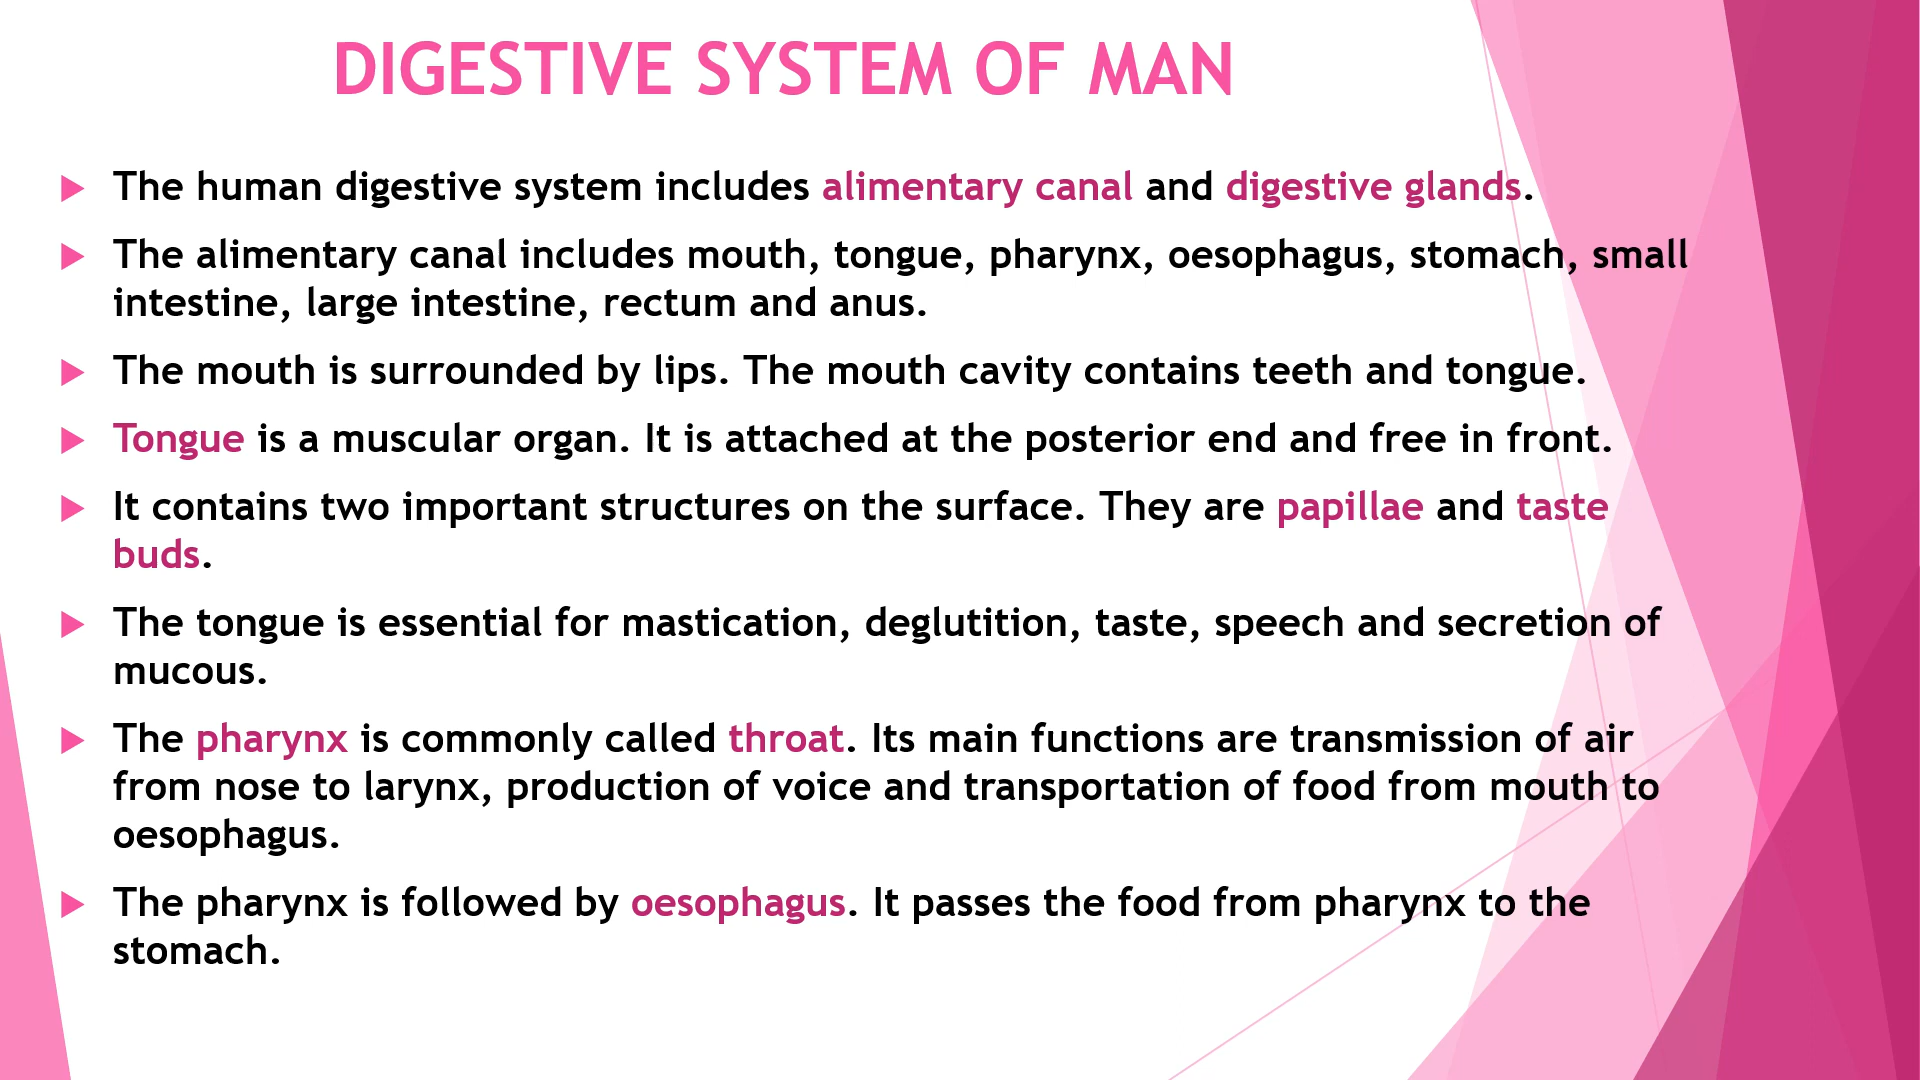 DIGESTIVE SYSTEM OF MAN
The human digestive system includes alimentary canal and digestive glands.
The alimentary canal includes mouth, tongue, pharynx, oesophagus, stomach, small
intestine, large intestine, rectum and anus.
The mouth is surrounded by lips. The mouth cavity contains teeth and tongue.
Tongue is a muscular organ. It is attached at the posterior end and free in front.
It contains two important structures on the surface. They are papillae and taste
buds.
The tongue is essential for mastication, deglutition, taste, speech and secretion of
mucous.
The pharynx is commonly called throat. Its main functions are transmission of air
from nose to larynx, production of voice and transportation of food from mouth to
oesophagus.
The pharynx is followed by oesophagus. It passes the food from pharynx to the
stomach.